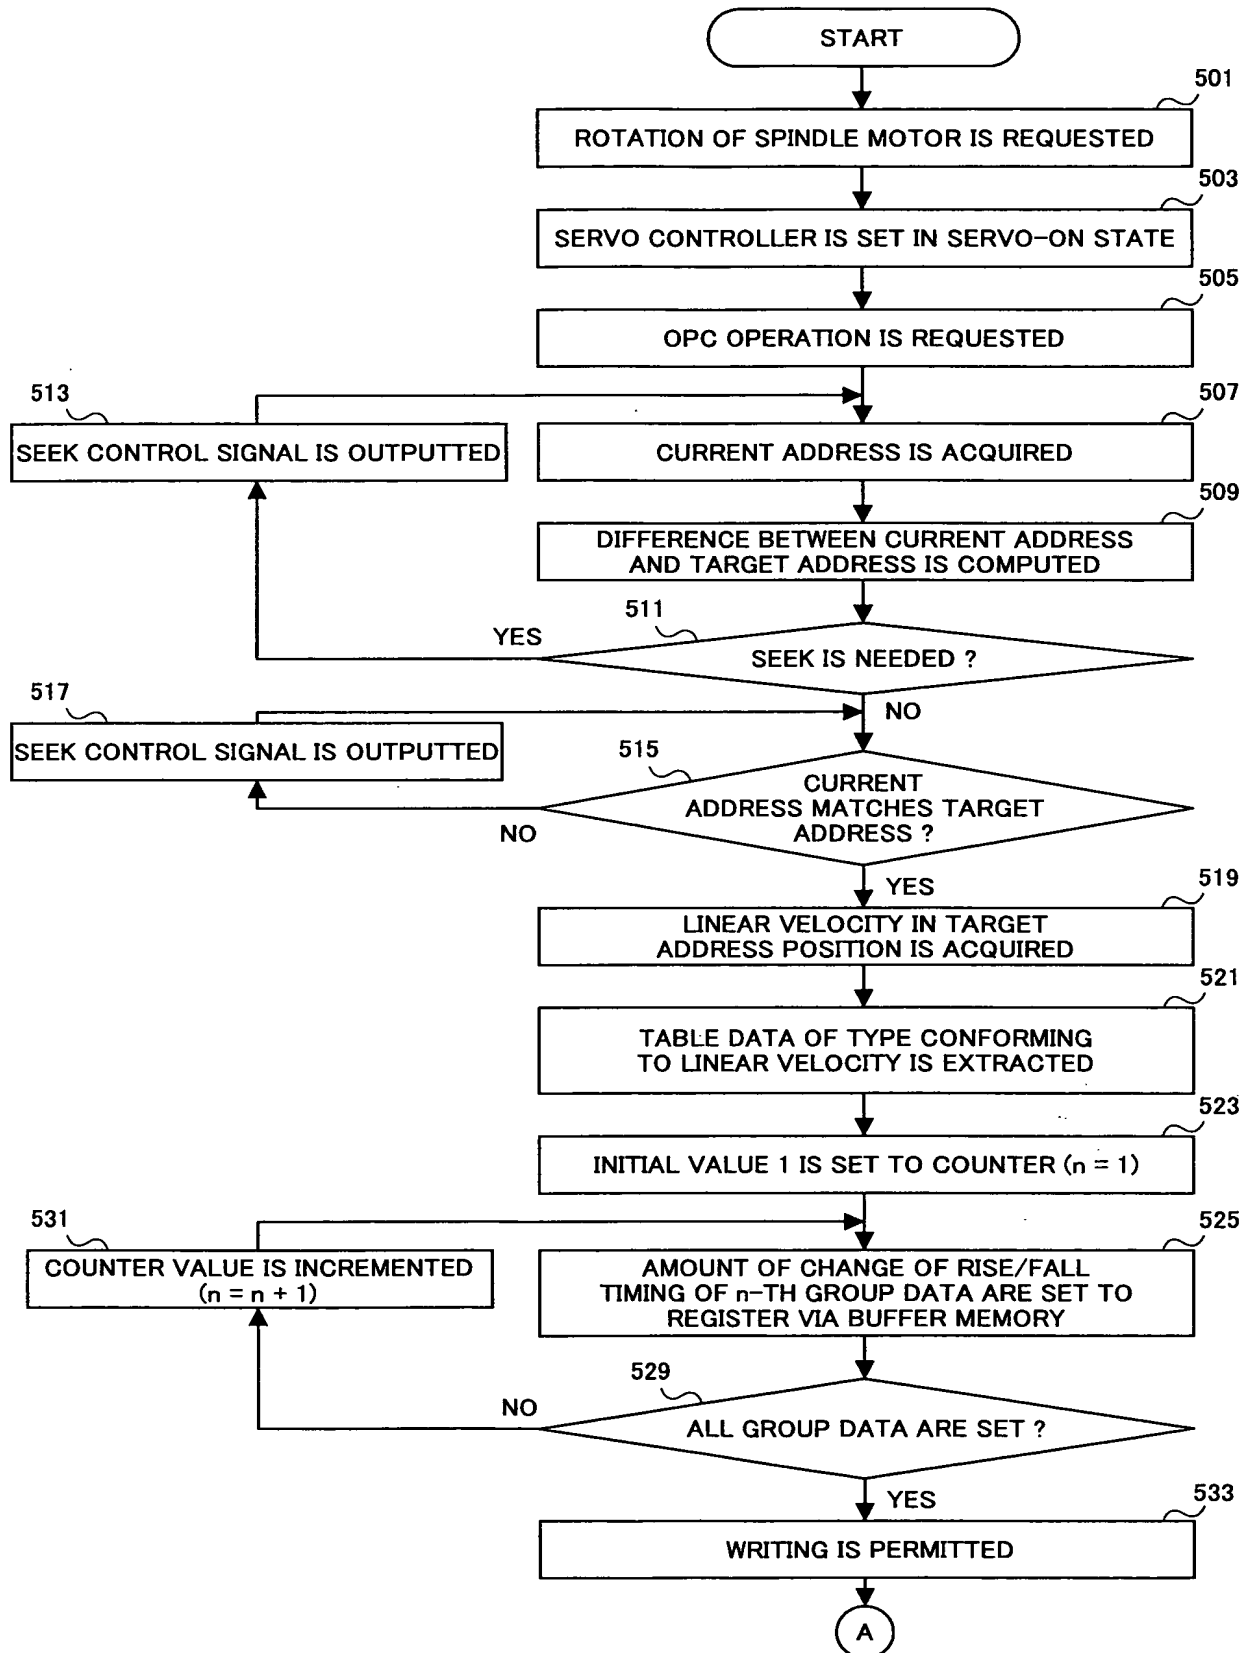 START
501
ROTATION OF SPINDLE MOTOR IS REQUESTED
503
SERVO CONTROLLER IS SET IN SERVO-ON STATE
505
OPC OPERATION IS REQUESTED
513
SEEK CONTROL SIGNAL IS OUTPUTTED
507
CURRENT ADDRESS IS ACQUIRED
509
DIFFERENCE BETWEEN CURRENT ADDRESS
AND TARGET ADDRESS IS COMPUTED
511
YES
SEEK IS NEEDED ?
NO
517
SEEK CONTROL SIGNAL IS OUTPUTTED
515
CURRENT
ADDRESS MATCHES TARGET
ADDRESS ?
NO
YES
519
LINEAR VELOCITY IN TARGET
ADDRESS POSITION IS ACQUIRED
521
TABLE DATA OF TYPE CONFORMING
TO LINEAR VELOCITY IS EXTRACTED
523
INITIAL VALUE 1 IS SET TO COUNTER (n = 1)
531
COUNTER VALUE IS INCREMENTED
(n = n + 1)
525
AMOUNT OF CHANGE OF RISE/FALL
TIMING OF n-TH GROUP DATA ARE SET TO
REGISTER VIA BUFFER MEMORY
529
NO
ALL GROUP DATA ARE SET ?
YES
533
WRITING IS PERMITTED
A